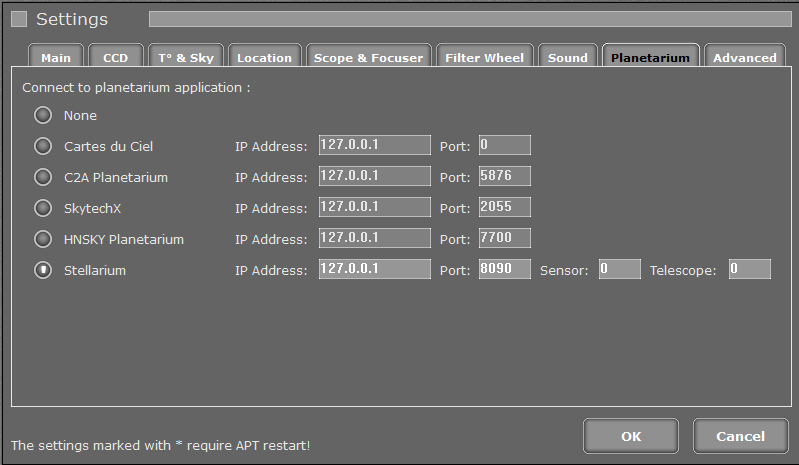 Settings
Main CCD T° & Sky Location Scope & Focuser Filter Wheel Sound Planetarium Advanced
Connect to planetarium application :
None
Cartes du Ciel IP Address: 127.0.0.1 Port: 0
C2A Planetarium IP Address: 127.0.0.1 Port: 5876
SkytechX IP Address: 127.0.0.1 Port: 2055
HNSKY Planetarium IP Address: 127.0.0.1 Port: 7700
Stellarium IP Address: 127.0.0.1 Port: 8090 Sensor: 0 Telescope: 0
OK Cancel
The settings marked with * require APT restart!